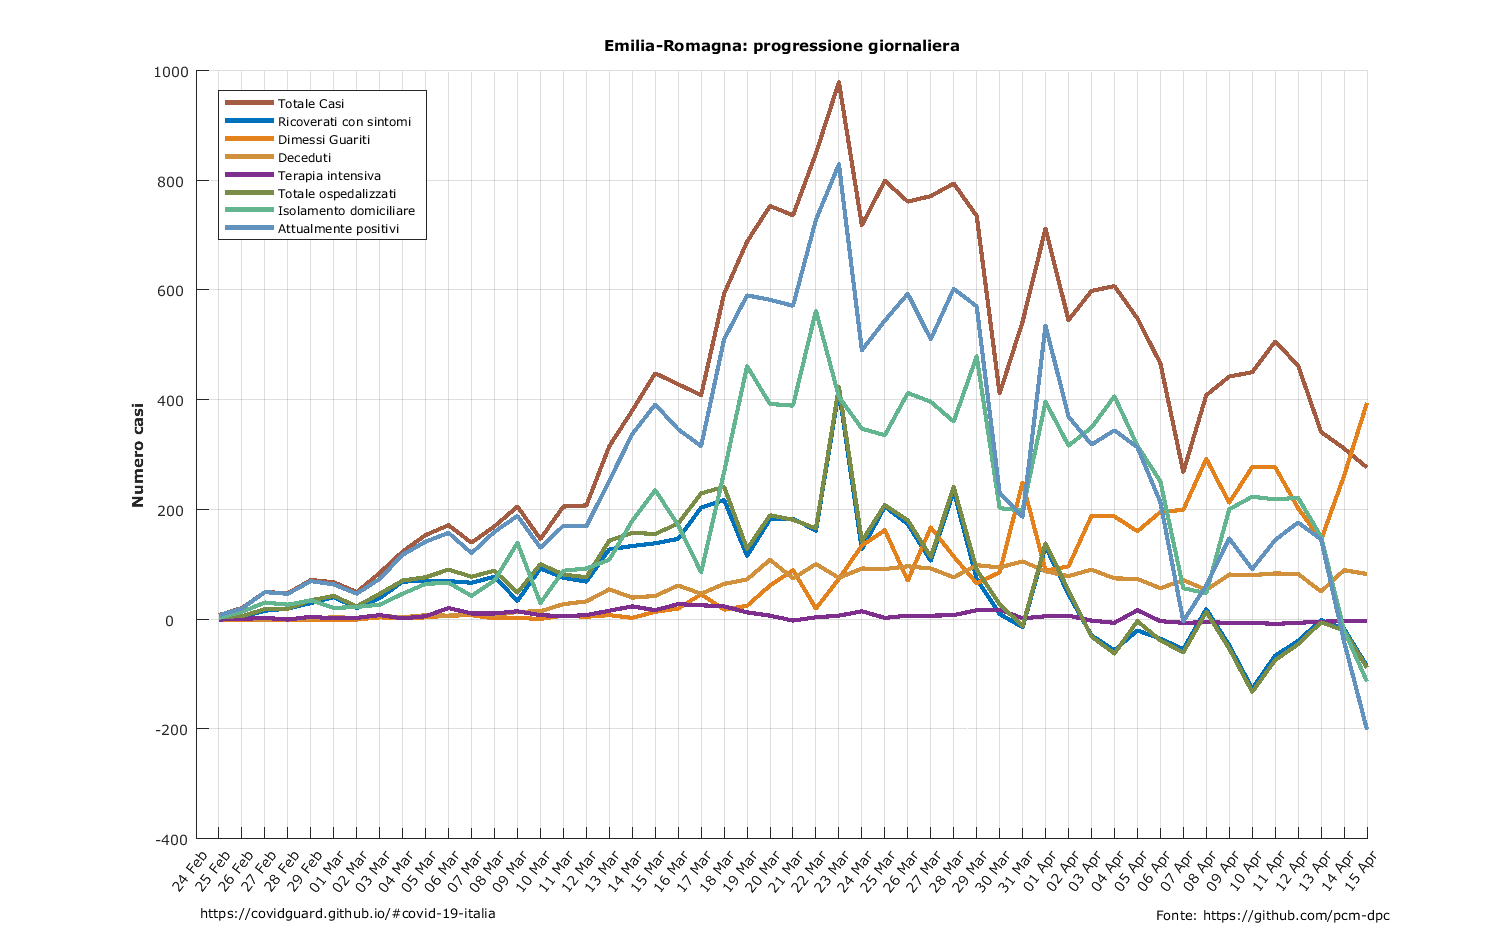 Emilia-Romagna: progressione giornaliera
1000
800
600
400
200
0
-200
-400
Numero casi
Totale Casi
Ricoverati con sintomi
Dimessi Guariti
Deceduti
Terapia intensiva
Totale ospedalizzati
Isolamento domiciliare
Attualmente positivi
24 Feb
25 Feb
26 Feb
27 Feb
28 Feb
29 Feb
01 Mar
02 Mar
03 Mar
04 Mar
05 Mar
06 Mar
07 Mar
08 Mar
09 Mar
10 Mar
11 Mar
12 Mar
13 Mar
14 Mar
15 Mar
16 Mar
17 Mar
18 Mar
19 Mar
20 Mar
21 Mar
22 Mar
23 Mar
24 Mar
25 Mar
26 Mar
27 Mar
28 Mar
29 Mar
30 Mar
31 Mar
01 Apr
02 Apr
03 Apr
04 Apr
05 Apr
06 Apr
07 Apr
08 Apr
09 Apr
10 Apr
11 Apr
12 Apr
13 Apr
14 Apr
15 Apr
https://covidguard.github.io/#covid-19-italia
Fonte: https://github.com/pcm-dpc